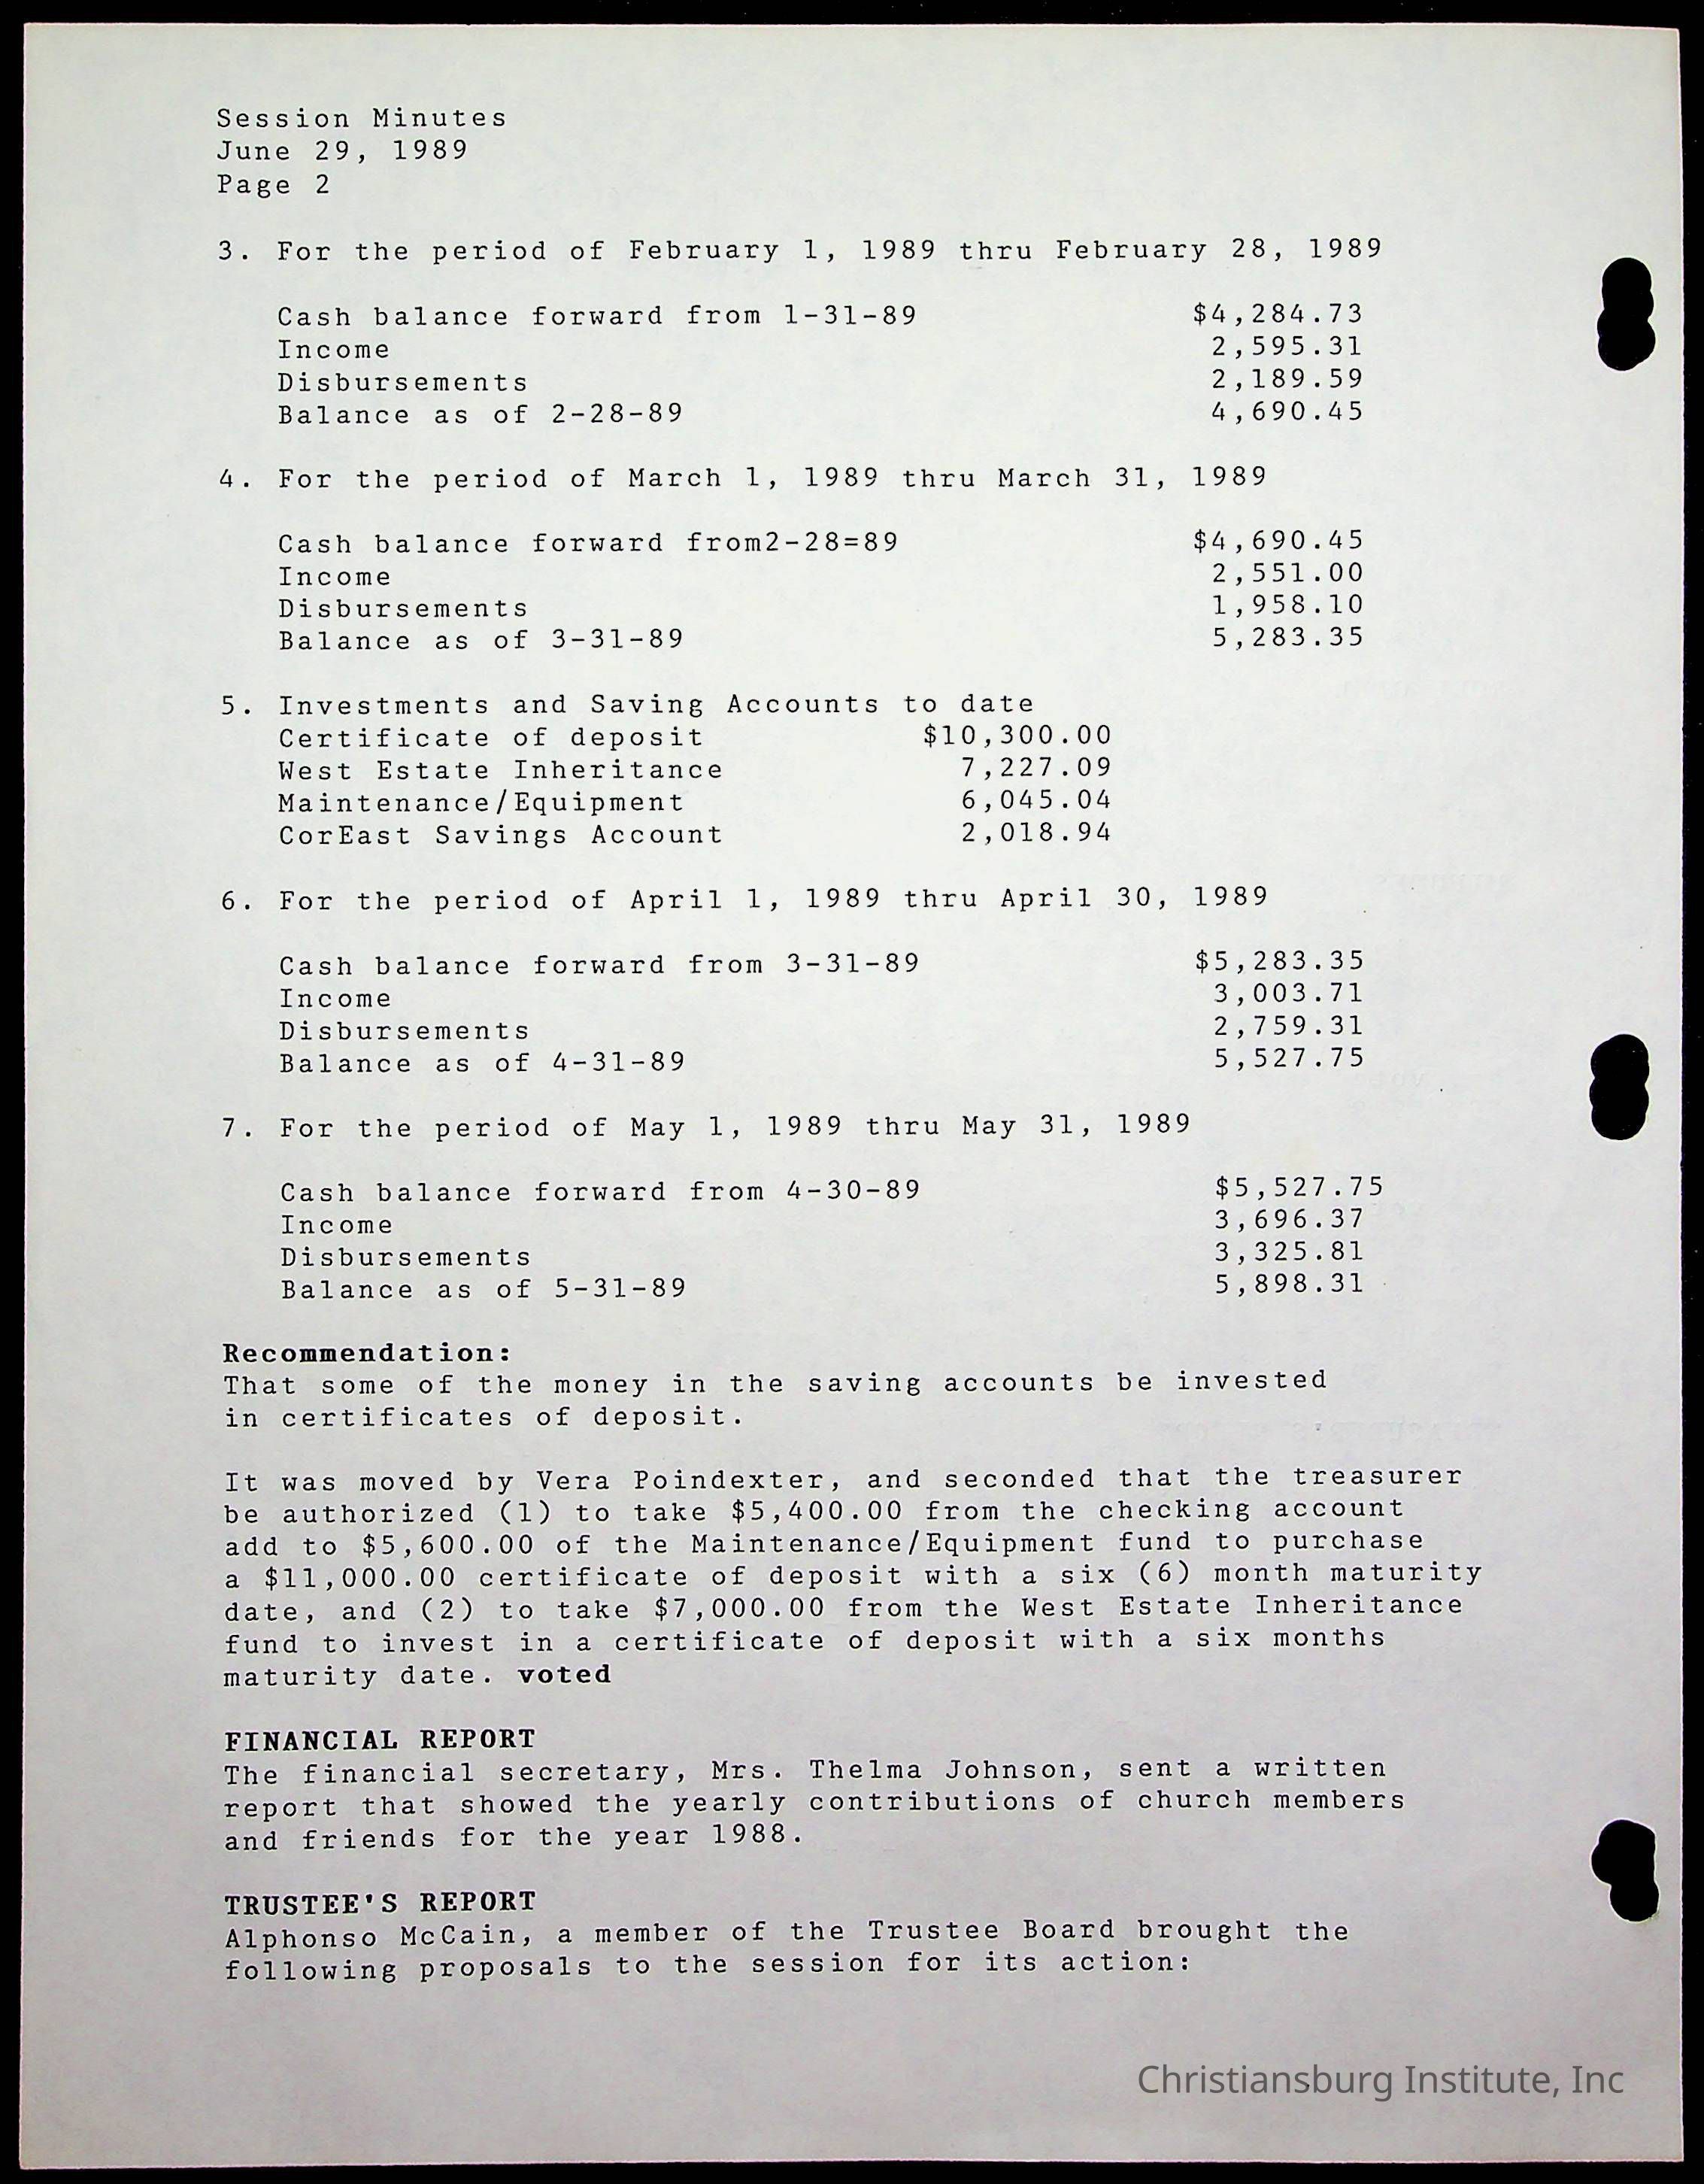 Session Minutes
June 29, 1989
Page 2
3. For the period of February 1, 1989 thru February 28, 1989
Cash balance forward from 1-31-89 $4,284.73
Income 2,595.31
Disbursements 2,189.59
Balance as of 2-28-89 4,690.45
4. For the period of March 1, 1989 thru March 31, 1989
Cash balance forward from2-28=89 $4,690.45
Income 2,551.00
Disbursements 1,958.10
Balance as of 3-31-89 5,283.35
5. Investments and Saving Accounts to date
Certificate of deposit $10,300.00
West Estate Inheritance 7,227.09
Maintenance/Equipment 6,045.04
CorEast Savings Account 2,018.94
6. For the period of April 1, 1989 thru April 30, 1989
Cash balance forward from 3-31-89 $5,283.35
Income 3,003.71
Disbursements 2,759.31
Balance as of 4-31-89 5,527.75
7. For the period of May 1, 1989 thru May 31, 1989
Cash balance forward from 4-30-89 $5,527.75
Income 3,696.37
Disbursements 3,325.81
Balance as of 5-31-89 5,898.31
Recommendation:
That some of the money in the saving accounts be invested
in certificates of deposit.
It was moved by Vera Poindexter, and seconded that the treasurer
be authorized (1) to take $5,400.00 from the checking account
add to $5,600.00 of the Maintenance/Equipment fund to purchase
a $11,000.00 certificate of deposit with a six (6) month maturity
date, and (2) to take $7,000.00 from the West Estate Inheritance
fund to invest in a certificate of deposit with a six months
maturity date. voted
FINANCIAL REPORT
The financial secretary, Mrs. Thelma Johnson, sent a written
report that showed the yearly contributions of church members
and friends for the year 1988.
TRUSTEE'S REPORT
Alphonso McCain, a member of the Trustee Board brought the
following proposals to the session for its action:
Christiansburg Institute, Inc